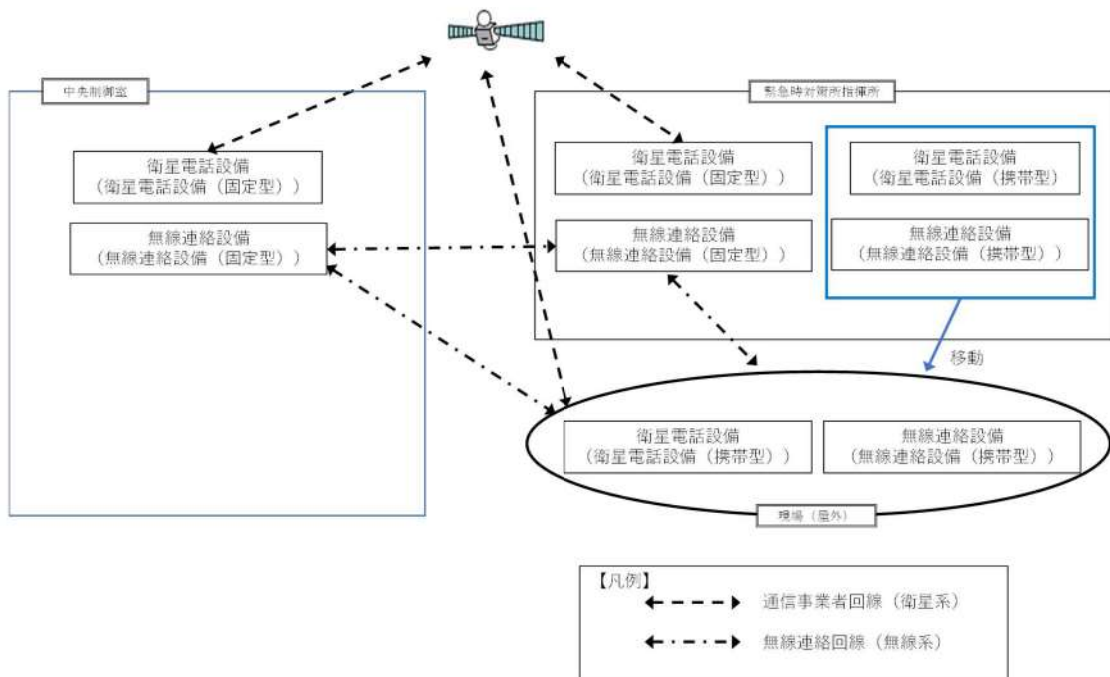 中央制御室
緊急時対策所指揮所
衛星電話設備
(衛星電話設備(固定型))
無線連絡設備
(無線連絡設備(固定型))
衛星電話設備
(衛星電話設備(固定型))
無線連絡設備
(無線連絡設備(固定型))
衛星電話設備
(衛星電話設備(携帯型)
無線連絡設備
(無線連絡設備(携帯型))
移動
衛星電話設備
(衛星電話設備(携帯型))
無線連絡設備
(無線連絡設備(携帯型))
現場(屋外)
【凡例】
通信事業者回線(衛星系)
無線連絡回線(無線系)